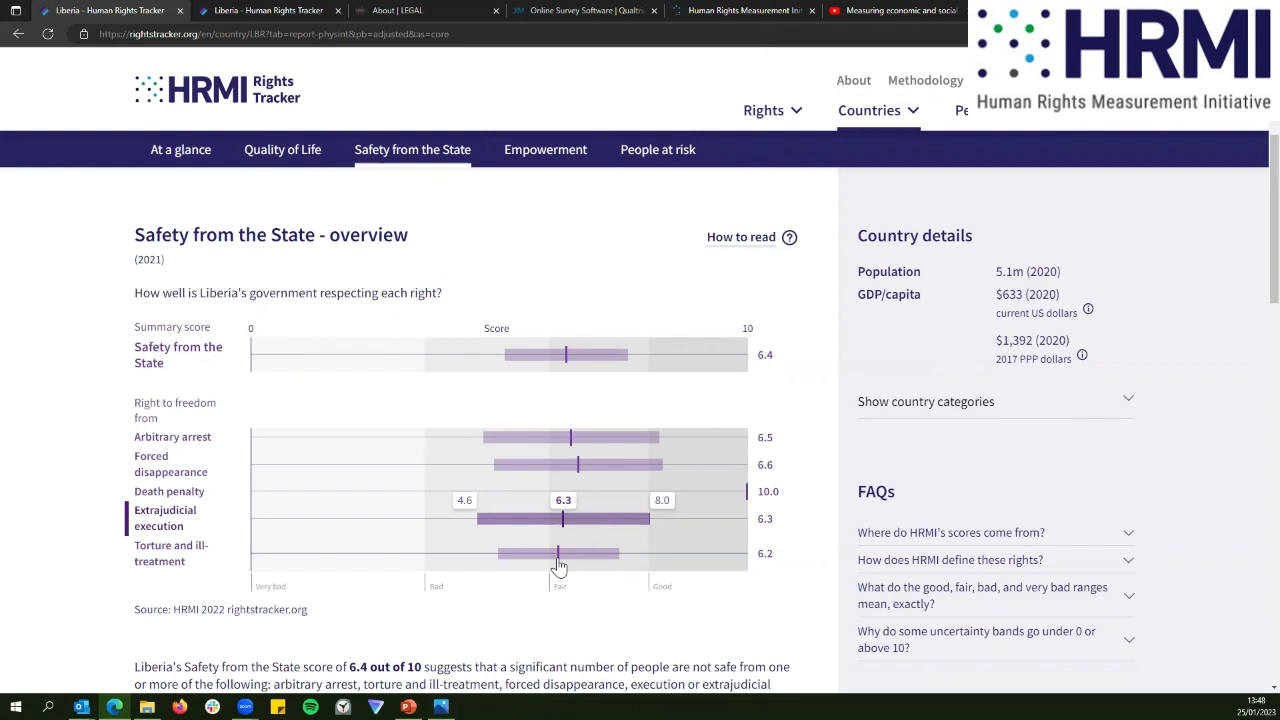 Liberia - Human Rights Tracker
Liberia - Human Rights Tracker
About | LEGAL
Online Survey Software | Qualtr
Human Rights Measurement Init
Measuring economic and social
https://rightstracker.org/en/country/LBR?tab=report-physint&pb=adjusted&as=core
HRMI
Human Rights Measurement Initiative
HRMI Rights
Tracker
About
Methodology
Rights
Countries
Pe
At a glance
Quality of Life
Safety from the State
Empowerment
People at risk
Safety from the State - overview
How to read ?
(2021)
How well is Liberia's government respecting each right?
Summary score
0
Score
10
Safety from the
State
6.4
Right to freedom
from
Arbitrary arrest
6.5
Forced
disappearance
6.6
Death penalty
10.0
4.6
6.3
8.0
Extrajudicial
execution
6.3
Torture and ill-
treatment
6.2
Very bad
Bad
Fair
Good
Source: HRMI 2022 rightstracker.org
Liberia's Safety from the State score of 6.4 out of 10 suggests that a significant number of people are not safe from one
or more of the following: arbitrary arrest, torture and ill-treatment, forced disappearance, execution or extrajudicial
Country details
Population
5.1m (2020)
GDP/capita
$633 (2020)
current US dollars
$1,392 (2020)
2017 PPP dollars
Show country categories
FAQs
Where do HRMI's scores come from?
How does HRMI define these rights?
What do the good, fair, bad, and very bad ranges
mean, exactly?
Why do some uncertainty bands go under 0 or
above 10?
13:48
25/01/2023